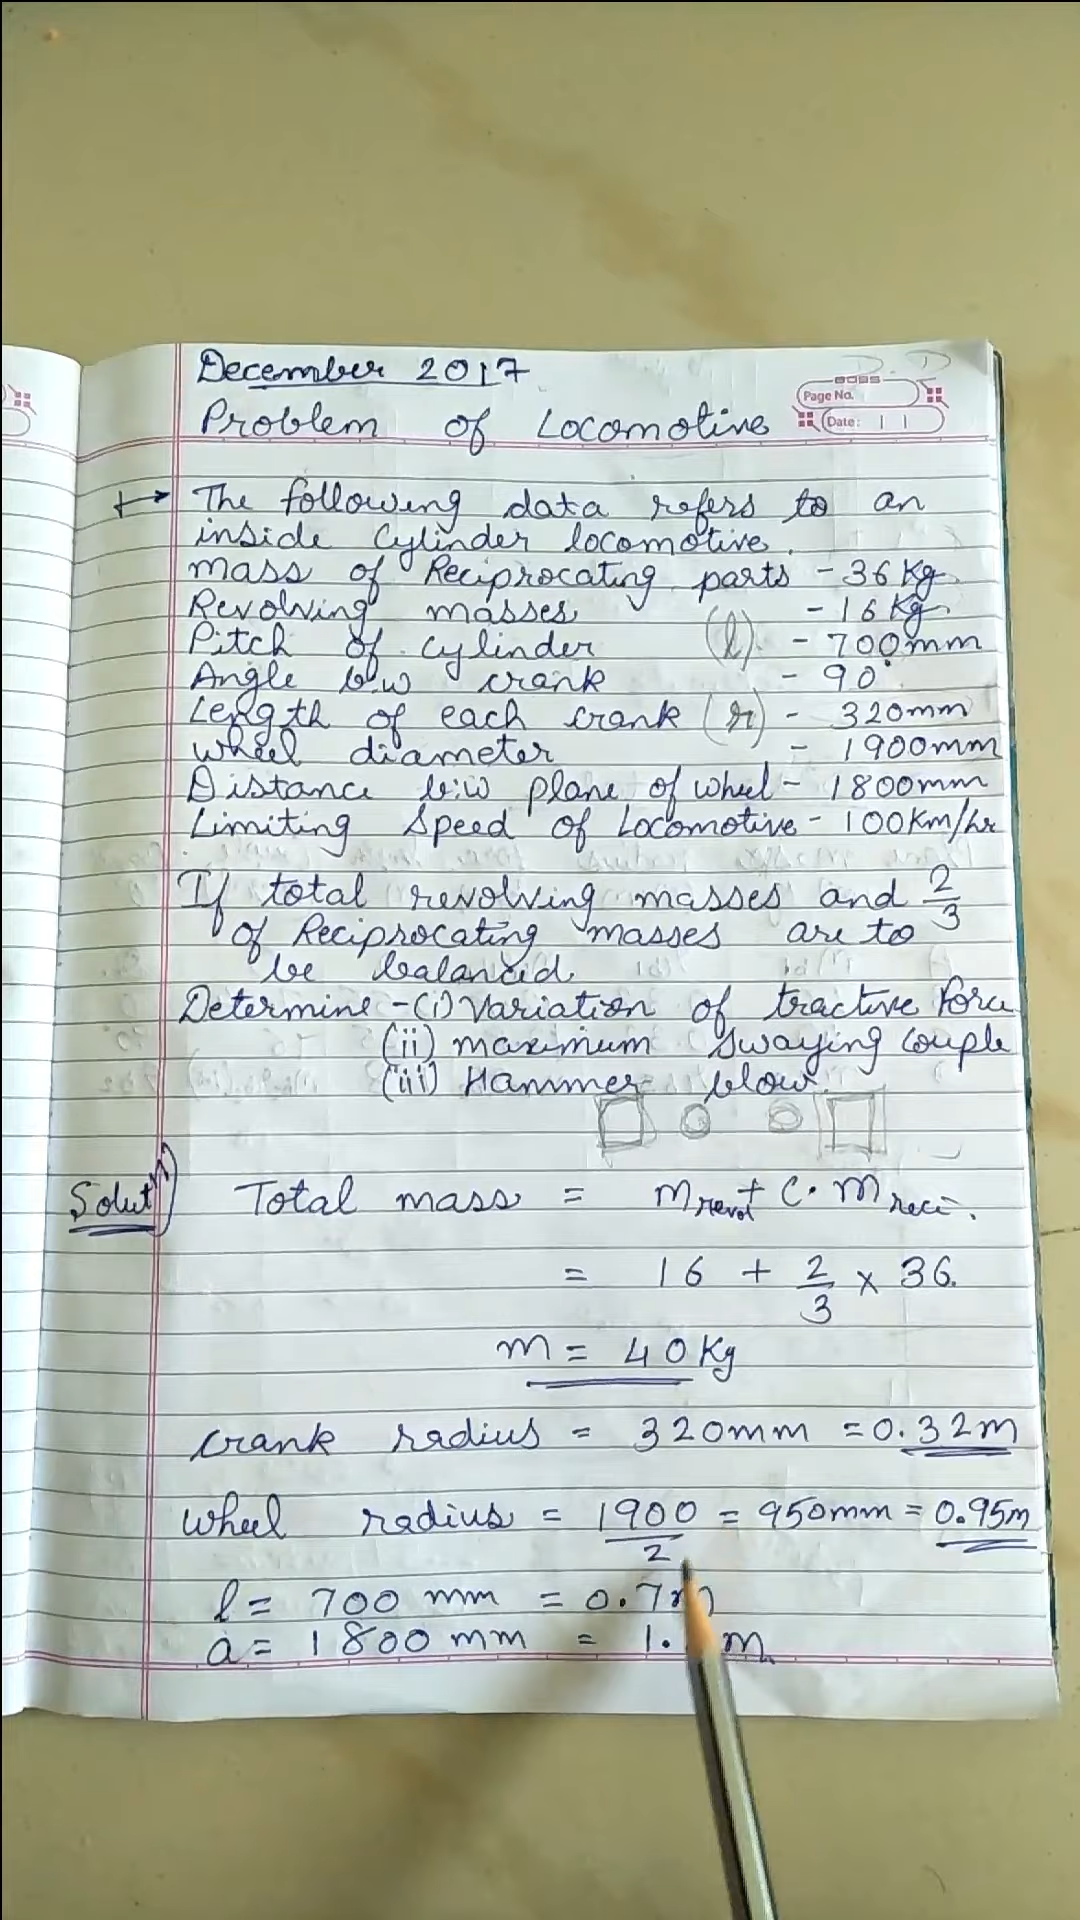 December 2017
Page No.
Problem of Locomotive
Date:
The following data refers to an
inside cylinder locomotive.
Mass of Reciprocating parts - 36 Kg.
Revolving masses - 16 Kg.
Pitch of cylinder (l) - 700mm
Angle b.w crank - 90°
Length of each crank (r) - 320mm
Wheel diameter - 1900mm
Distance b:w plane of wheel - 1800mm
Limiting Speed of Locomotive - 100Km/hr
If total revolving masses and 2/3
of Reciprocating masses are to
be balanced.
Determine - (i) Variation of tractive Force
(ii) maximum Swaying Couple
(iii) Hammer blow.
Solutn) Total mass = mrevol + C. mreci.
= 16 + 2/3 x 36.
m = 40 Kg
crank radius = 320mm = 0.32m
wheel radius = 1900/2 = 950mm = 0.95m
l = 700 mm = 0.7m
a = 1800 mm = 1. m